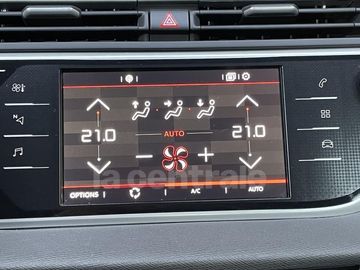 21.0 21.0
AUTO
la centrale
OPTIONS A/C AUTO